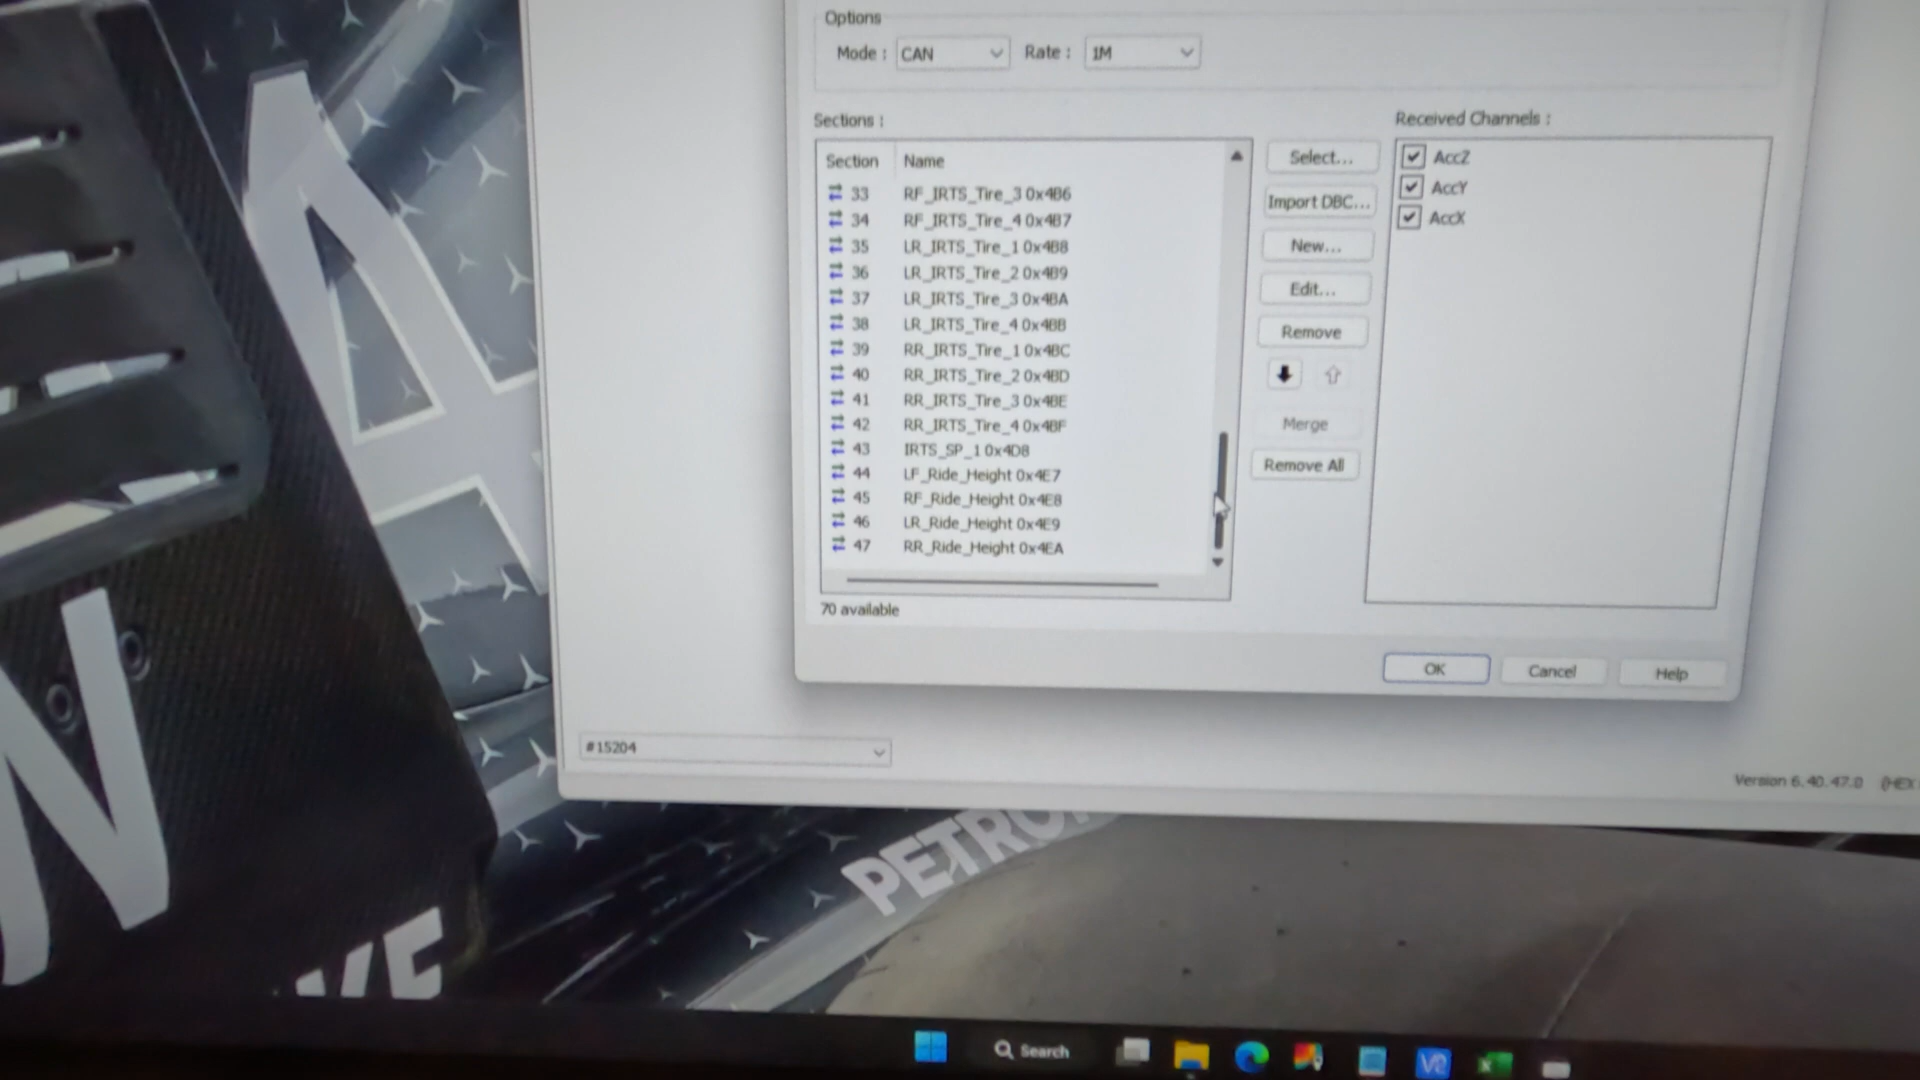 Options
Mode : CAN Rate : 1M
Sections :
Received Channels :
Section Name
33 RF_IRTS_Tire_3 0x4B6
34 RF_IRTS_Tire_4 0x4B7
35 LR_IRTS_Tire_1 0x4B8
36 LR_IRTS_Tire_2 0x4B9
37 LR_IRTS_Tire_3 0x4BA
38 LR_IRTS_Tire_4 0x4BB
39 RR_IRTS_Tire_1 0x4BC
40 RR_IRTS_Tire_2 0x4BD
41 RR_IRTS_Tire_3 0x4BE
42 RR_IRTS_Tire_4 0x4BF
43 IRTS_SP_1 0x4D8
44 LF_Ride_Height 0x4E7
45 RF_Ride_Height 0x4E8
46 LR_Ride_Height 0x4E9
47 RR_Ride_Height 0x4EA
70 available
Select...
Import DBC...
New...
Edit...
Remove
Merge
Remove All
AccZ
AccY
AccX
OK Cancel Help
#15204
Version 6.40.47.0 (HEX
PETRON
Search